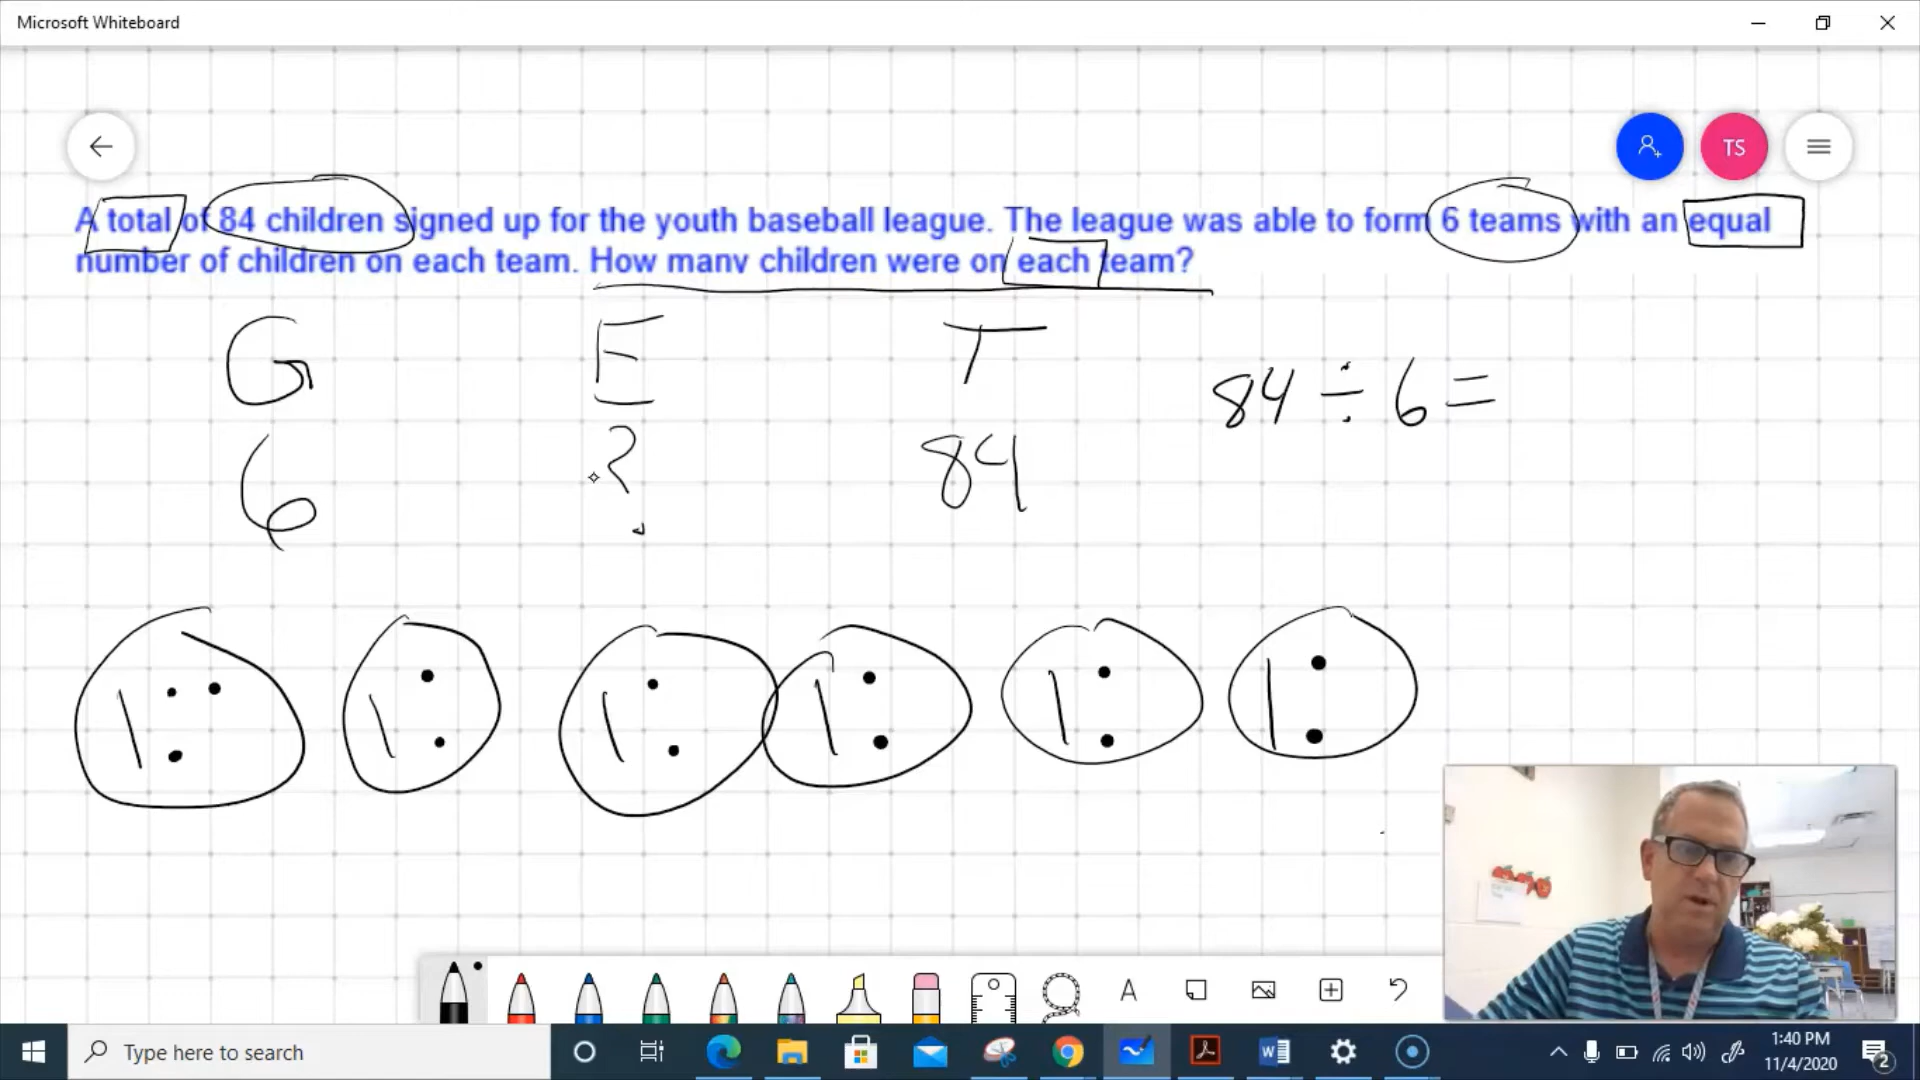 Microsoft Whiteboard
TS
A total of 84 children signed up for the youth baseball league. The league was able to form 6 teams with an equal
number of children on each team. How many children were on each team?
G E T
84 ÷ 6 =
6 ? 84
A
Type here to search
1:40 PM
11/4/2020
2